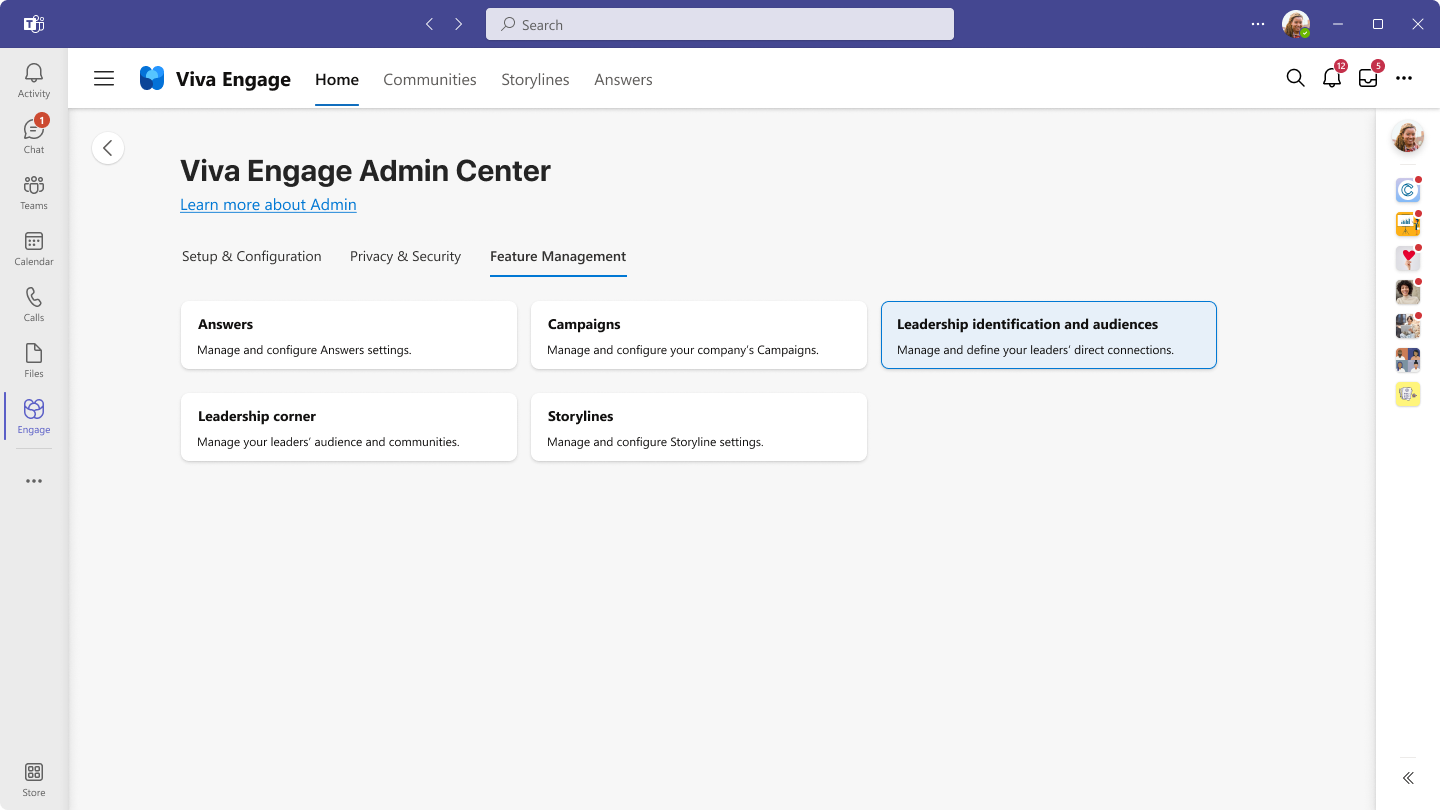 Search
Activity
1
Chat
Teams
Calendar
Calls
Files
Engage
Store
Viva Engage
Home
Communities
Storylines
Answers
12
5
Viva Engage Admin Center
Learn more about Admin
Setup & Configuration
Privacy & Security
Feature Management
Answers
Manage and configure Answers settings.
Campaigns
Manage and configure your company’s Campaigns.
Leadership identification and audiences
Manage and define your leaders’ direct connections.
Leadership corner
Manage your leaders’ audience and communities.
Storylines
Manage and configure Storyline settings.